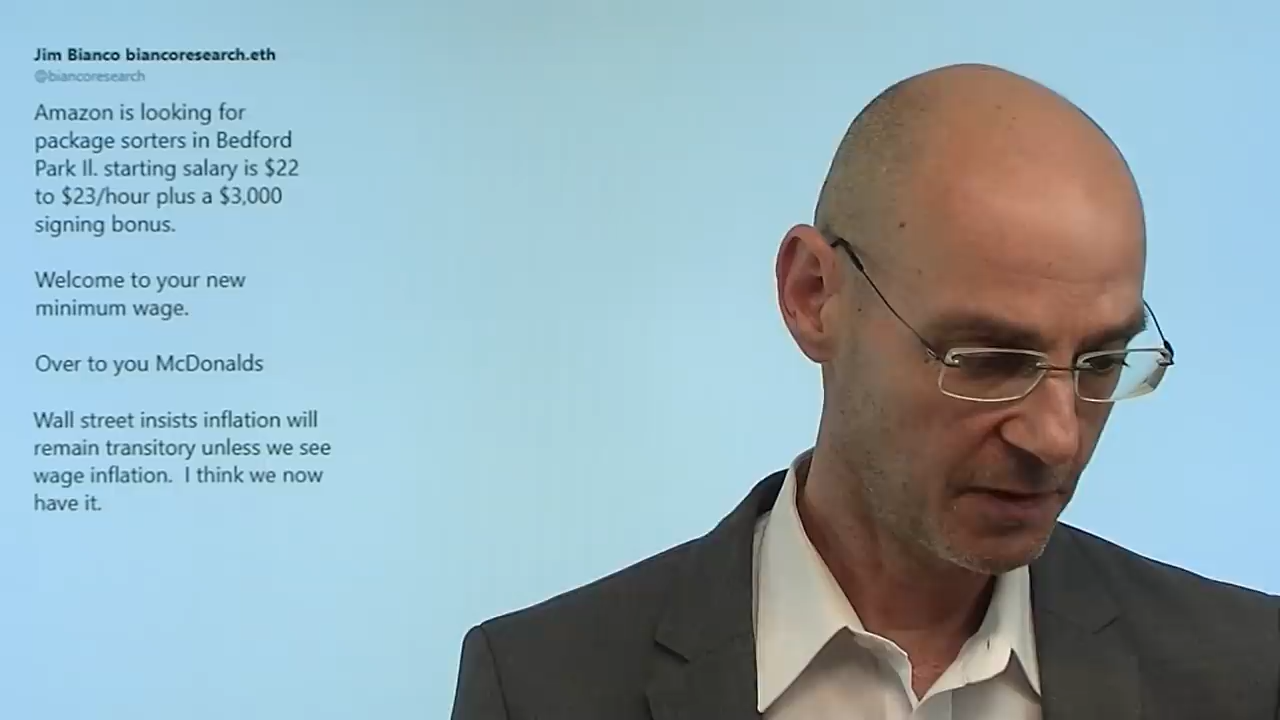 Jim Bianco biancoresearch.eth
@biancoresearch
Amazon is looking for
package sorters in Bedford
Park Il. starting salary is $22
to $23/hour plus a $3,000
signing bonus.
Welcome to your new
minimum wage.
Over to you McDonalds
Wall street insists inflation will
remain transitory unless we see
wage inflation.  I think we now
have it.